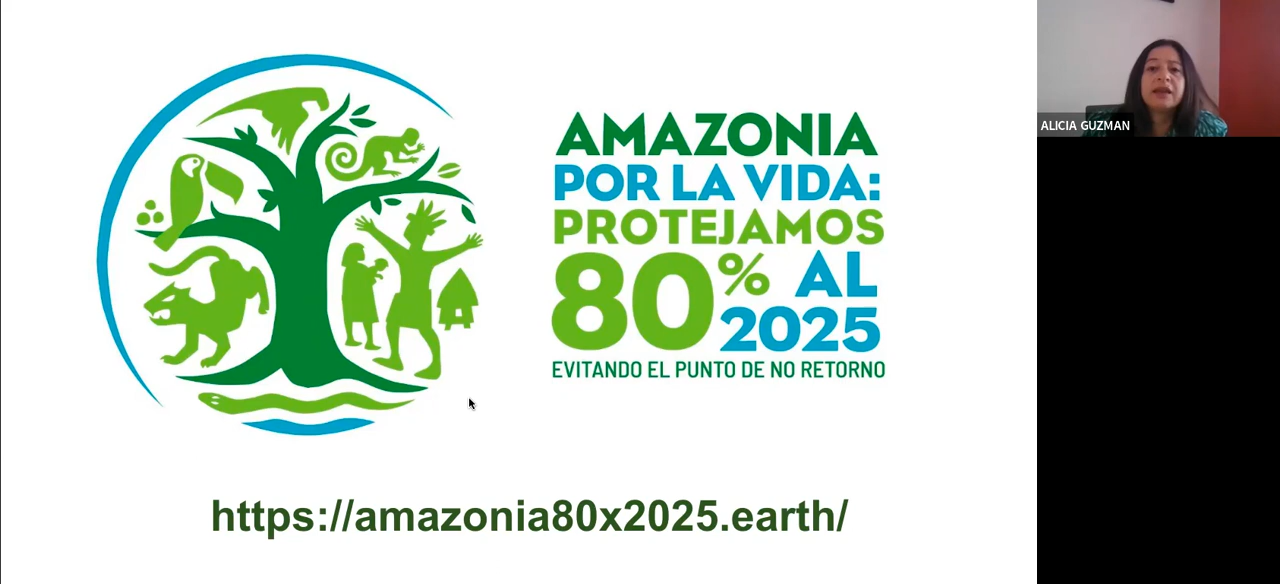 AMAZONIA
POR LA VIDA:
PROTEJAMOS
80% AL
2025
EVITANDO EL PUNTO DE NO RETORNO
https://amazonia80x2025.earth/
ALICIA GUZMAN